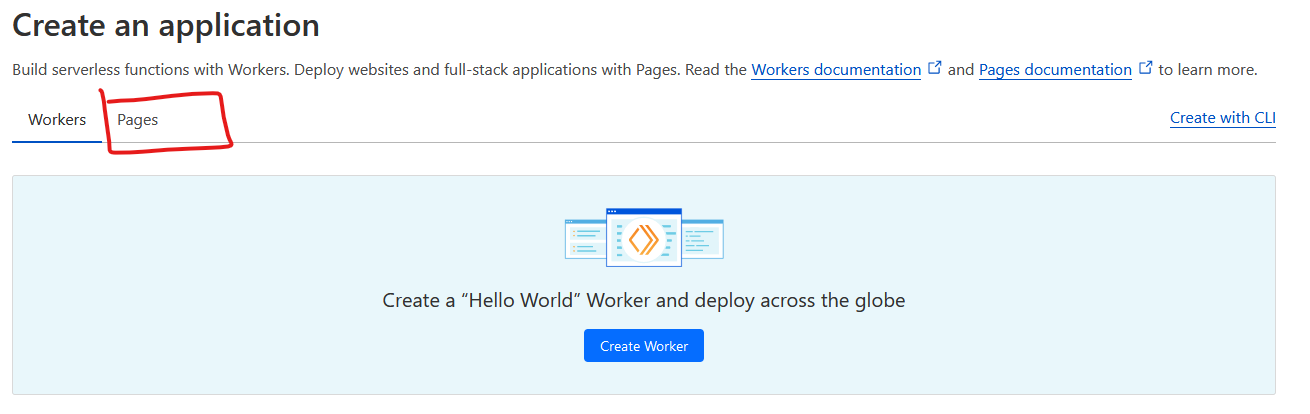 Create an application
Build serverless functions with Workers. Deploy websites and full-stack applications with Pages. Read the Workers documentation and Pages documentation to learn more.
Workers Pages Create with CLI
Create a “Hello World” Worker and deploy across the globe
Create Worker